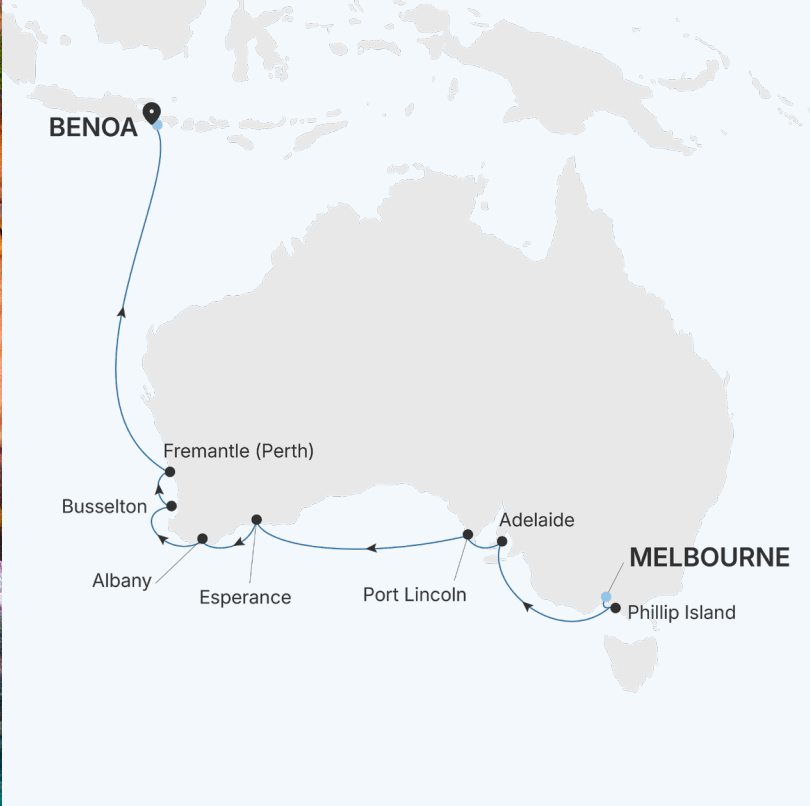 BENOA
Fremantle (Perth)
Busselton
Adelaide
MELBOURNE
Albany
Esperance
Port Lincoln
Phillip Island